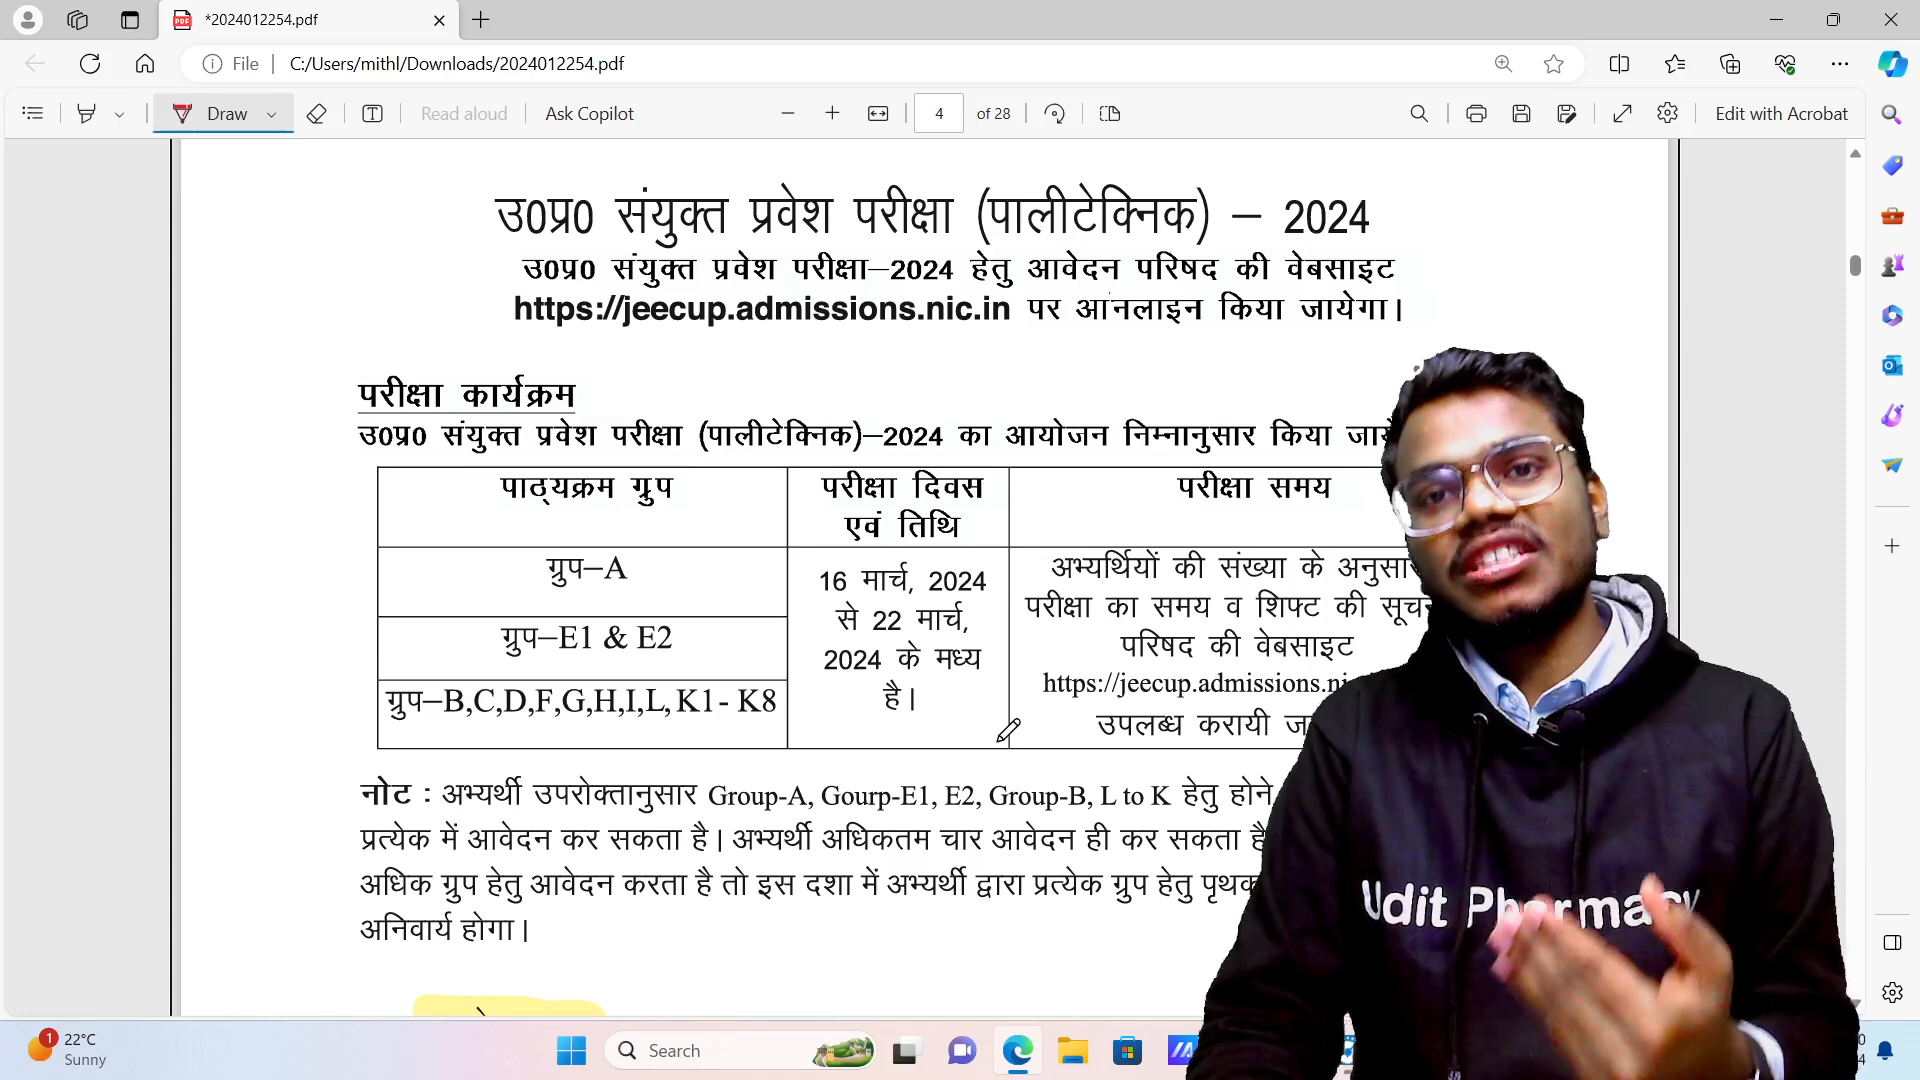 *2024012254.pdf
File
C:/Users/mithl/Downloads/2024012254.pdf
Draw
Read aloud
Ask Copilot
4
of 28
Edit with Acrobat
उ0प्र0 संयुक्त प्रवेश परीक्षा (पालीटेक्निक) – 2024
उ0प्र0 संयुक्त प्रवेश परीक्षा–2024 हेतु आवेदन परिषद की वेबसाइट
https://jeecup.admissions.nic.in पर आंनलाइन किया जायेगा।
परीक्षा कार्यक्रम
उ0प्र0 संयुक्त प्रवेश परीक्षा (पालीटेक्निक)–2024 का आयोजन निम्नानुसार किया
पाठ्यक्रम ग्रुप
परीक्षा दिवस
एवं तिथि
परीक्षा समय
ग्रुप–A
ग्रुप–E1 & E2
ग्रुप–B,C,D,F,G,H,I,L, K1- K8
16 मार्च, 2024
से 22 मार्च,
2024 के मध्य
है।
अभ्यर्थियों की संख्या के अनुसार
परीक्षा का समय व शिफ्ट की
परिषद की वेबसाइट
https://jeecup.admissions.ni
उपलब्ध करायी
नोट : अभ्यर्थी उपरोक्तानुसार Group-A, Gourp-E1, E2, Group-B, L to K हेतु होने
प्रत्येक में आवेदन कर सकता है। अभ्यर्थी अधिकतम चार आवेदन ही कर सकता है
अधिक ग्रुप हेतु आवेदन करता है तो इस दशा में अभ्यर्थी द्वारा प्रत्येक ग्रुप हेतु
अनिवार्य होगा।
Udit Pharmacy
1
22°C
Sunny
Search